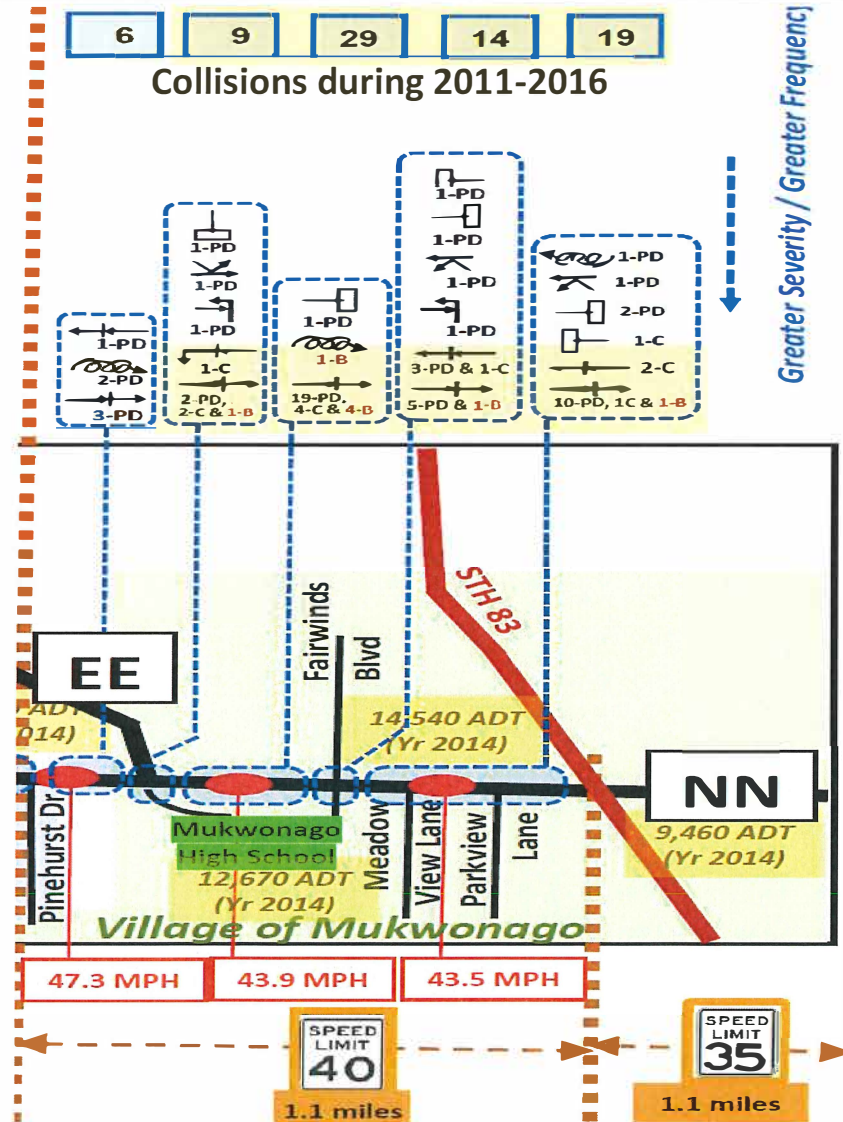 6 9 29 14 19
Collisions during 2011-2016
Greater Severity / Greater Frequency
1-PD
2-PD
3-PD
1-PD
1-PD
1-PD
1-C
2-PD,
2-C & 1-B
1-PD
1-B
19-PD,
4-C & 4-B
1-PD
1-PD
1-PD
1-PD
3-PD & 1-C
5-PD & 1-B
1-PD
1-PD
2-PD
1-C
2-C
10-PD, 1C & 1-B
STH 83
Fairwinds
Blvd
EE
ADT
014)
14,540 ADT
(Yr 2014)
NN
9,460 ADT
(Yr 2014)
Pinehurst Dr
Mukwonago
High School
12,670 ADT
(Yr 2014)
Meadow
View Lane
Parkview
Lane
Village of Mukwonago
47.3 MPH 43.9 MPH 43.5 MPH
SPEED
LIMIT
40
1.1 miles
SPEED
LIMIT
35
1.1 miles